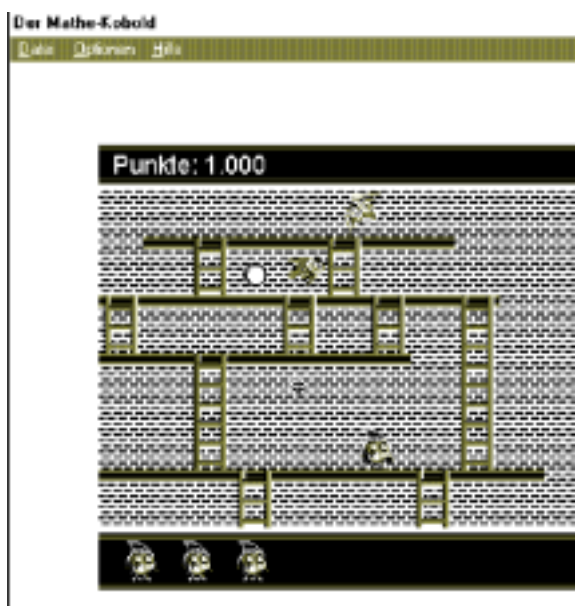 Der Mathe-Kobold
Datei Optionen Hilfe
Punkte: 1.000